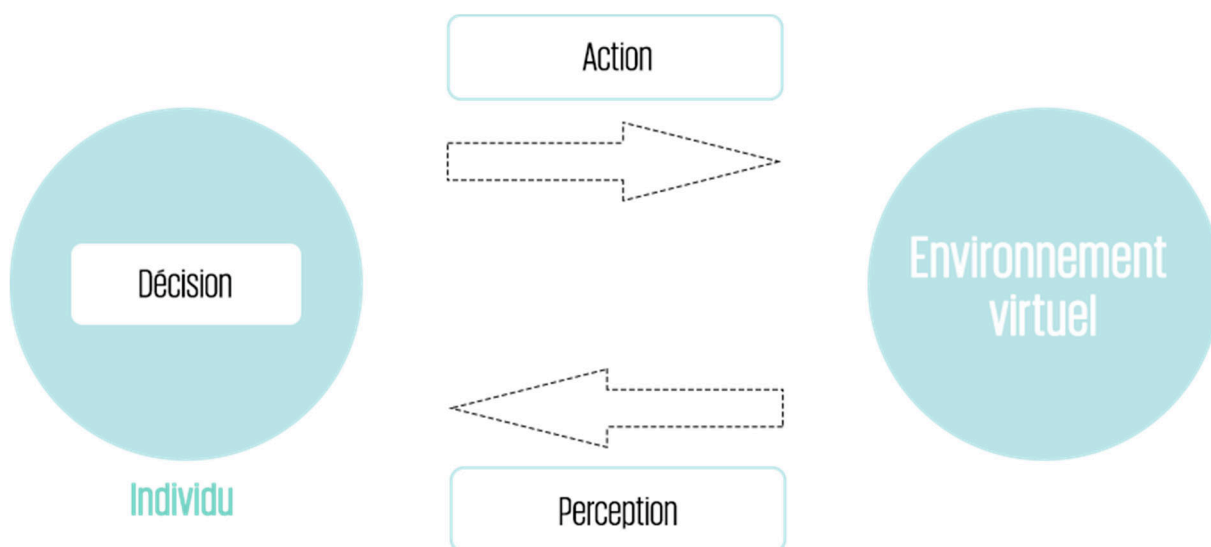 Action
Décision
Environnement
virtuel
Individu
Perception